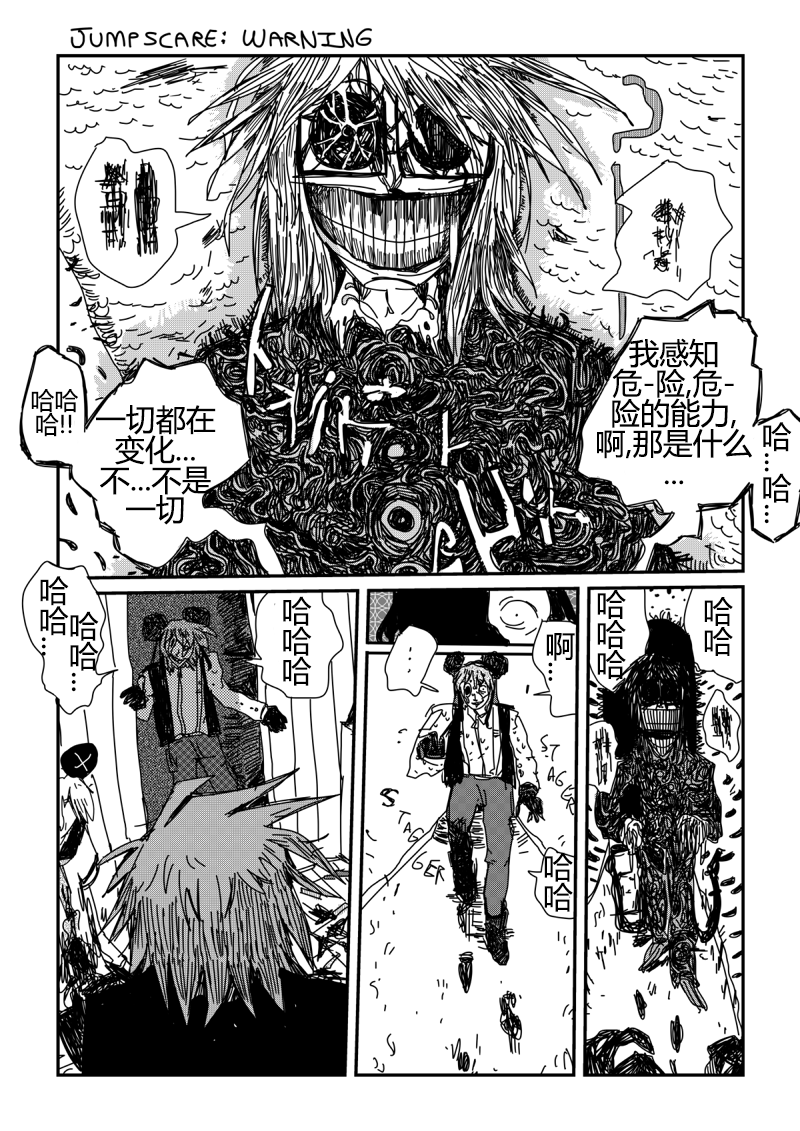 JUMPSCARE: WARNING
哈哈
哈!!
一切都在
变化...
不...不是
一切
我感知
危-险,危-
险的能力,
啊,那是什么
...
哈...哈...
哈哈哈...
哈哈...
哈哈哈
...
啊...
STAGGER
STAGGER
哈哈
哈哈哈
哈哈